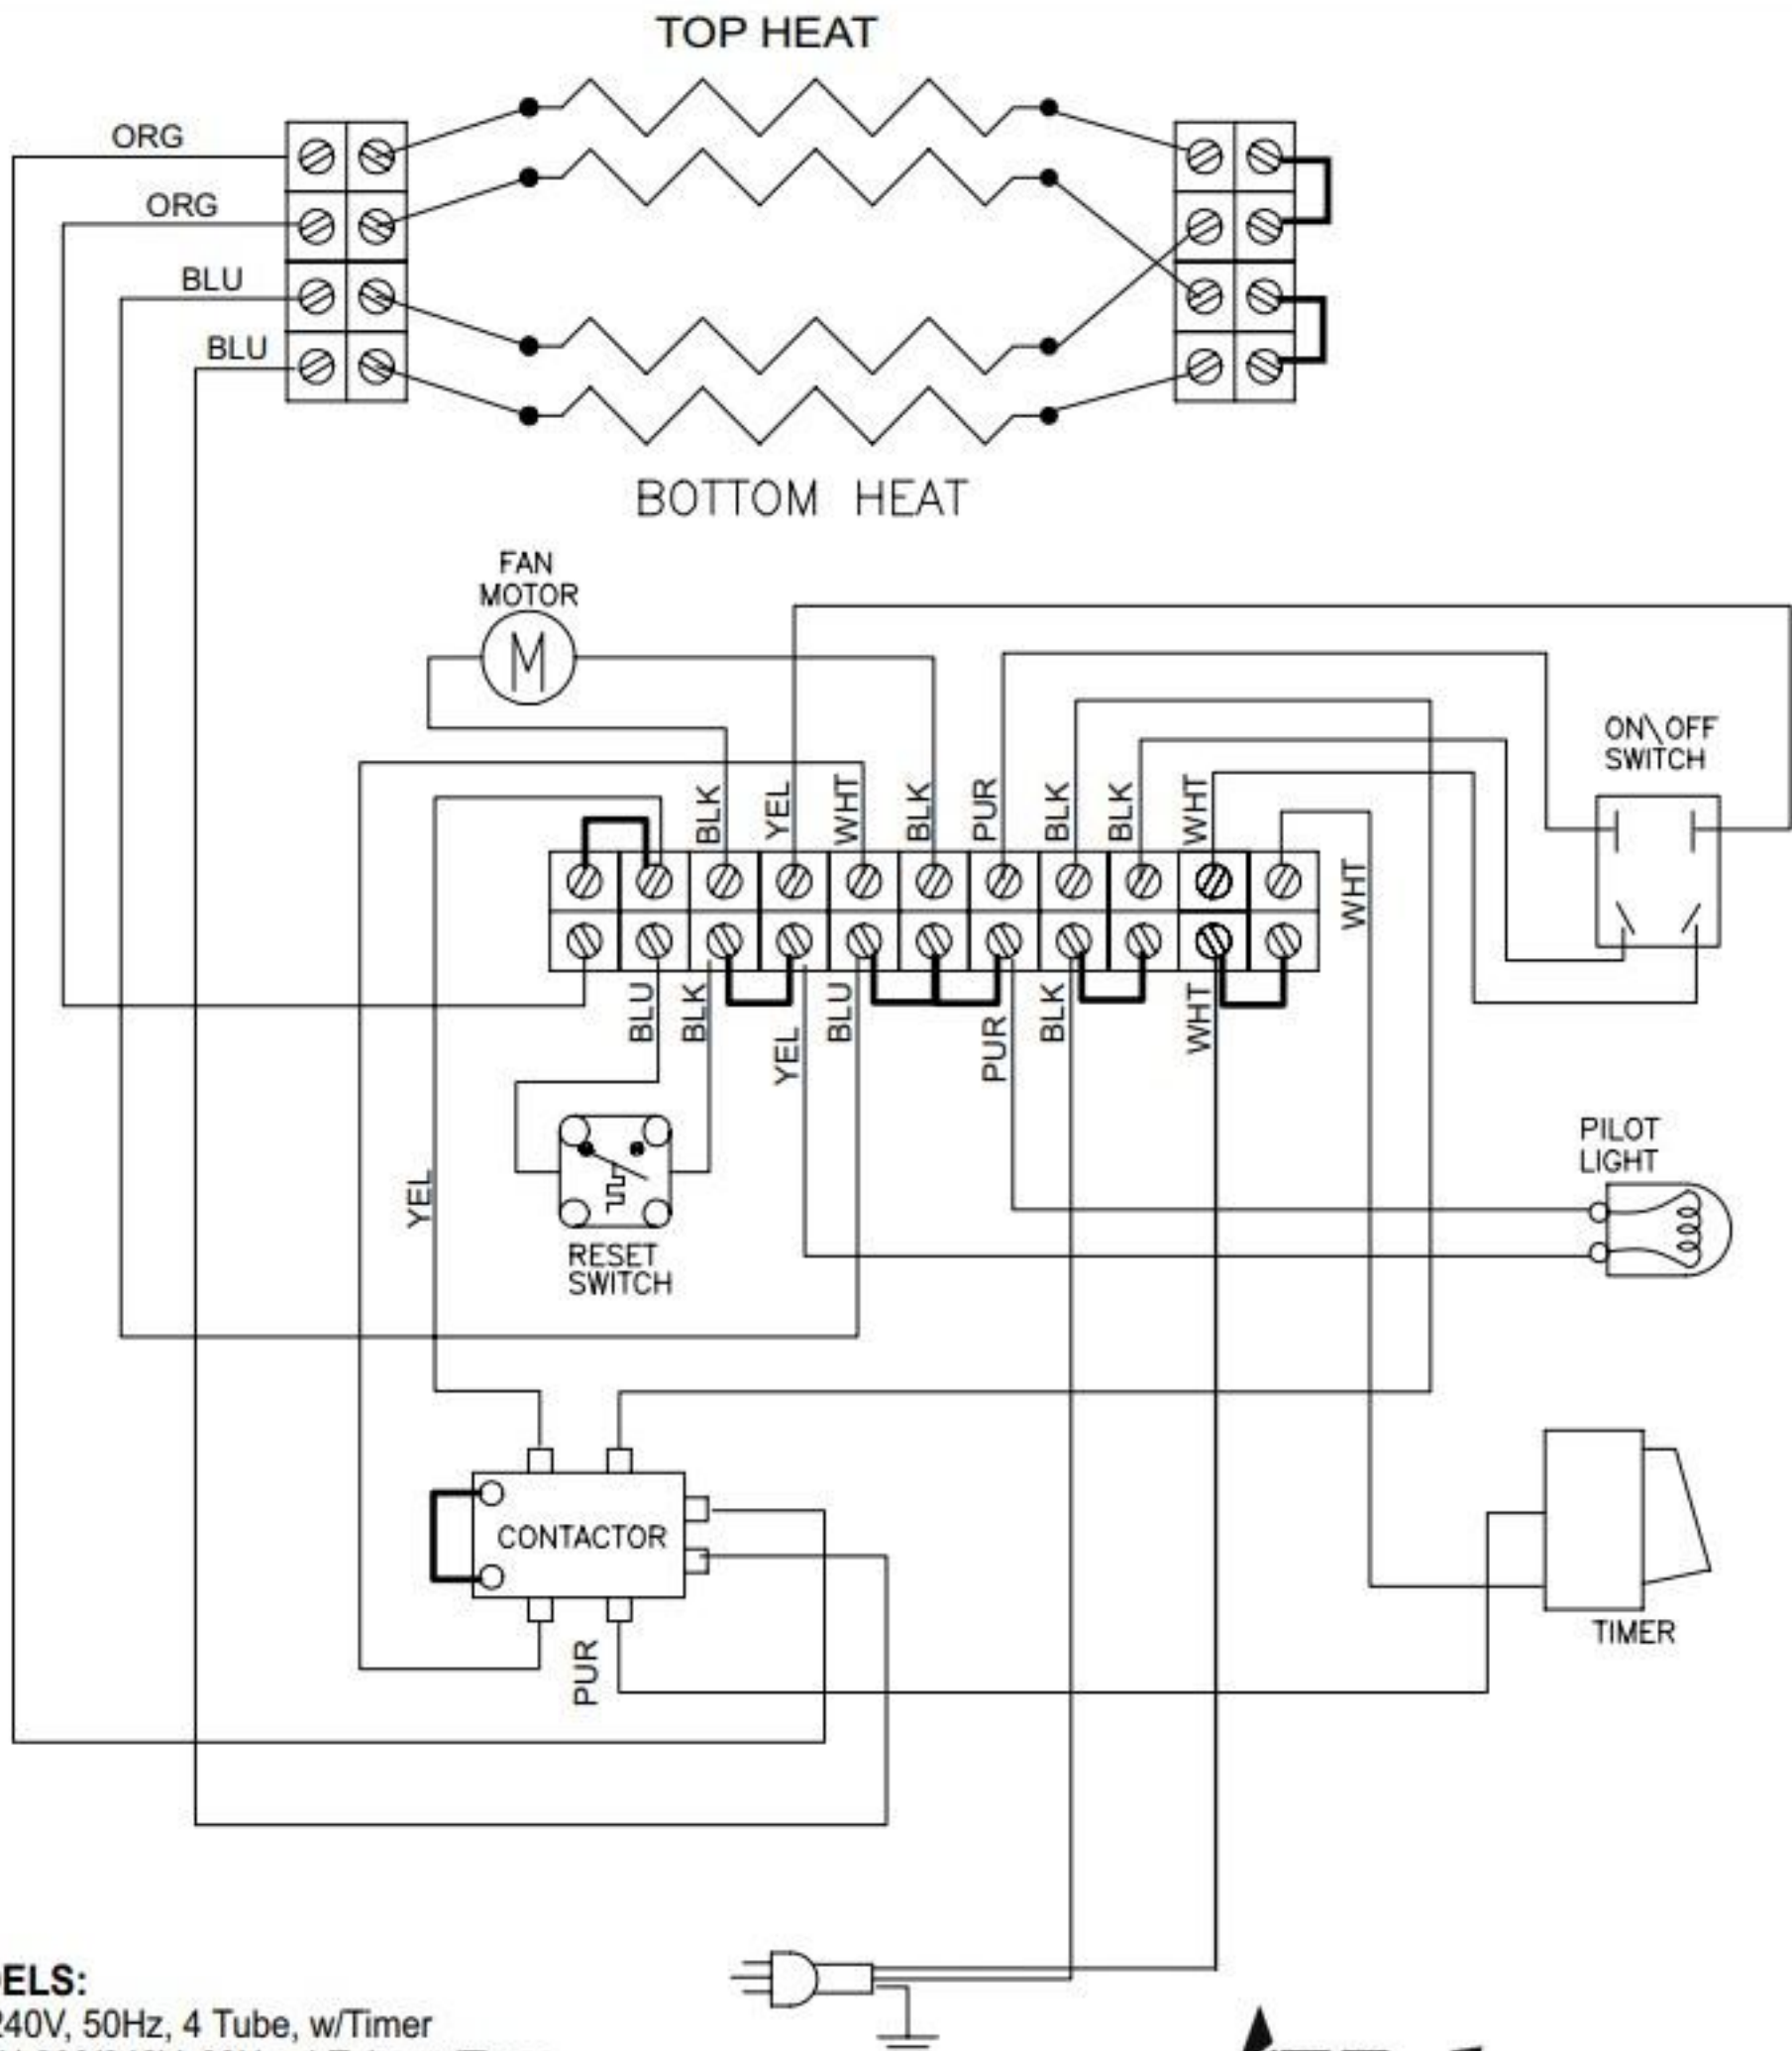 TOP HEAT
ORG
ORG
BLU
BLU
BOTTOM HEAT
FAN
MOTOR
M
ON\OFF
SWITCH
BLK
YEL
WHT
BLK
PUR
BLK
BLK
WHT
WHT
BLU
BLK
YEL
BLU
PUR
BLK
WHT
PILOT
LIGHT
YEL
RESET
SWITCH
CONTACTOR
PUR
TIMER
ELS:
240V, 50Hz, 4 Tube, w/Timer